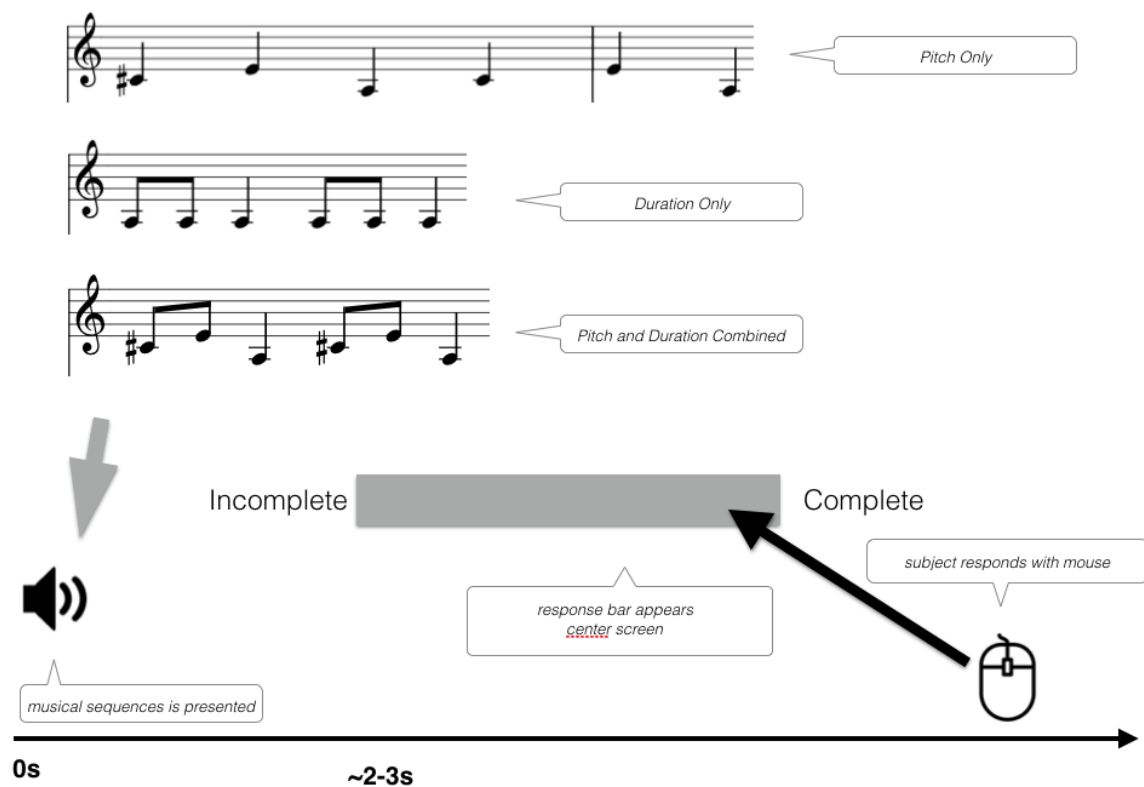 Pitch Only
Duration Only
Pitch and Duration Combined
Incomplete
Complete
subject responds with mouse
response bar appears
center screen
musical sequences is presented
0s
~2-3s